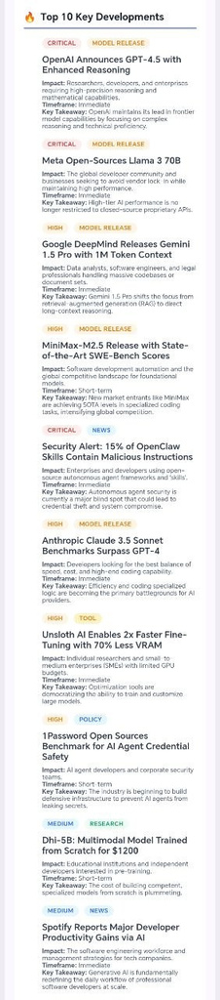 🔥 Top 10 Key Developments
CRITICAL MODEL RELEASE
OpenAI Announces GPT-4.5 with
Enhanced Reasoning
Impact: Researchers, developers, and enterprises
requiring high-precision reasoning and
mathematical capabilities.
Timeframe: Immediate
Key Takeaway: OpenAI maintains its lead in frontier
model capabilities by focusing on complex
reasoning and technical proficiency.
CRITICAL MODEL RELEASE
Meta Open-Sources Llama 3 70B
Impact: The global developer community and
businesses seeking to avoid vendor lock-in while
maintaining high performance.
Timeframe: Immediate
Key Takeaway: High-tier AI performance is no
longer restricted to closed-source proprietary APIs.
HIGH MODEL RELEASE
Google DeepMind Releases Gemini
1.5 Pro with 1M Token Context
Impact: Data analysts, software engineers, and legal
professionals handling massive codebases or
document sets.
Timeframe: Immediate
Key Takeaway: Gemini 1.5 Pro shifts the focus from
retrieval-augmented generation (RAG) to direct
long-context reasoning.
HIGH MODEL RELEASE
MiniMax-M2.5 Release with State-
of-the-Art SWE-Bench Scores
Impact: Software development automation and the
global competitive landscape for foundational
models.
Timeframe: Short-term
Key Takeaway: New market entrants like MiniMax
are achieving SOTA levels in specialized coding
tasks, intensifying global competition.
CRITICAL NEWS
Security Alert: 15% of OpenClaw
Skills Contain Malicious Instructions
Impact: Enterprises and developers using open-
source autonomous agent frameworks and 'skills'.
Timeframe: Immediate
Key Takeaway: Autonomous agent security is
currently a major blind spot that could lead to
credential theft and system compromise.
HIGH MODEL RELEASE
Anthropic Claude 3.5 Sonnet
Benchmarks Surpass GPT-4
Impact: Developers looking for the best balance of
speed, cost, and high-end coding capability.
Timeframe: Immediate
Key Takeaway: Efficiency and coding specialized
logic are becoming the primary battlegrounds for AI
providers.
HIGH TOOL
Unsloth AI Enables 2x Faster Fine-
Tuning with 70% Less VRAM
Impact: Individual researchers and small- to
medium enterprises (SMEs) with limited GPU
budgets.
Timeframe: Immediate
Key Takeaway: Optimization tools are
democratizing the ability to train and customize
large models.
HIGH POLICY
1Password Open Sources
Benchmark for AI Agent Credential
Safety
Impact: AI agent developers and corporate security
teams.
Timeframe: Short-term
Key Takeaway: The industry is beginning to build
defensive infrastructure to prevent AI agents from
leaking secrets.
MEDIUM RESEARCH
Dhi-5B: Multimodal Model Trained
from Scratch for $1200
Impact: Educational institutions and independent
developers interested in pre-training.
Timeframe: Short-term
Key Takeaway: The cost of building competent,
specialized models from scratch is plummeting.
MEDIUM NEWS
Spotify Reports Major Developer
Productivity Gains via AI
Impact: The software engineering workforce and
management strategies for tech companies.
Timeframe: Immediate
Key Takeaway: Generative AI is fundamentally
redefining the daily workflow of professional
software developers at scale.